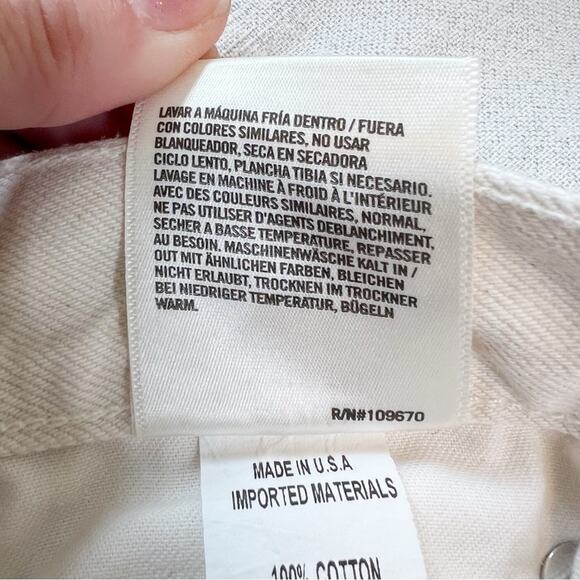 LAVAR A MÁQUINA FRÍA DENTRO / FUERA
CON COLORES SIMILARES, NO USAR
BLANQUEADOR, SECA EN SECADORA
CICLO LENTO, PLANCHA TIBIA SI NECESARIO.
LAVAGE EN MACHINE À FROID À L'INTÉRIEUR
AVEC DES COULEURS SIMILAIRES, NORMAL,
NE PAS UTILISER D'AGENTS DEBLANCHIMENT.
SECHER A BASSE TEMPERATURE, REPASSER
AU BESOIN. MASCHINENWÄSCHE KALT IN /
OUT MIT ÄHNLICHEN FARBEN, BLEICHEN
NICHT ERLAUBT, TROCKNEN IM TROCKNER
BEI NIEDRIGER TEMPERATUR, BÜGELN
WARM.
R/N#109670
MADE IN U.S.A
IMPORTED MATERIALS
100% COTTON